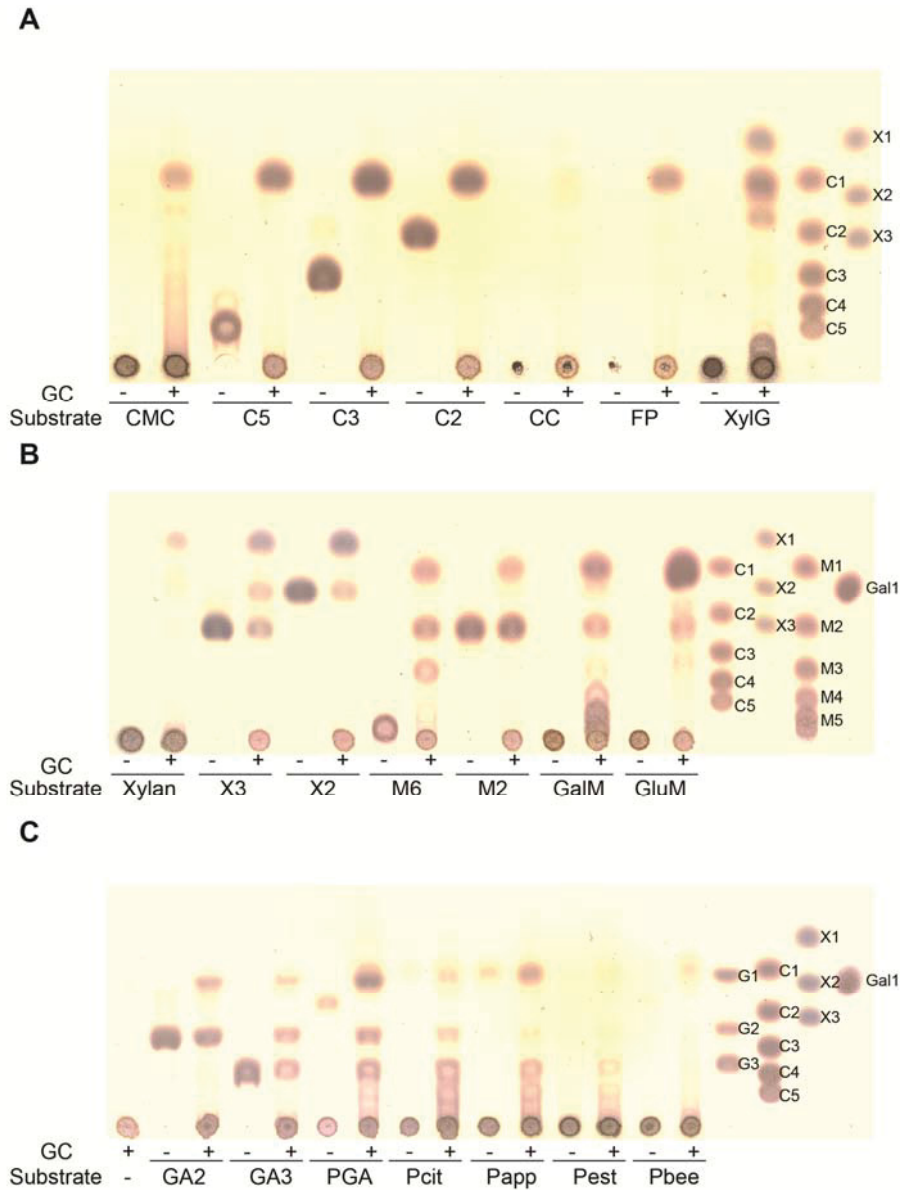 A
X1
C1
X2
C2
X3
C3
C4
C5
GC - + - + - + - + - + - + - +
Substrate CMC C5 C3 C2 CC FP XylG
B
X1
C1 M1
X2 Gal1
C2
X3 M2
C3
M3
C4
M4
C5
M5
GC - + - + - + - + - + - + - +
Substrate Xylan X3 X2 M6 M2 GalM GluM
C
X1
G1 C1
X2 Gal1
C2
X3
G2
C3
G3
C4
C5
GC + - + - + - + - + - + - + - +
Substrate - GA2 GA3 PGA Pcit Papp Pest Pbee